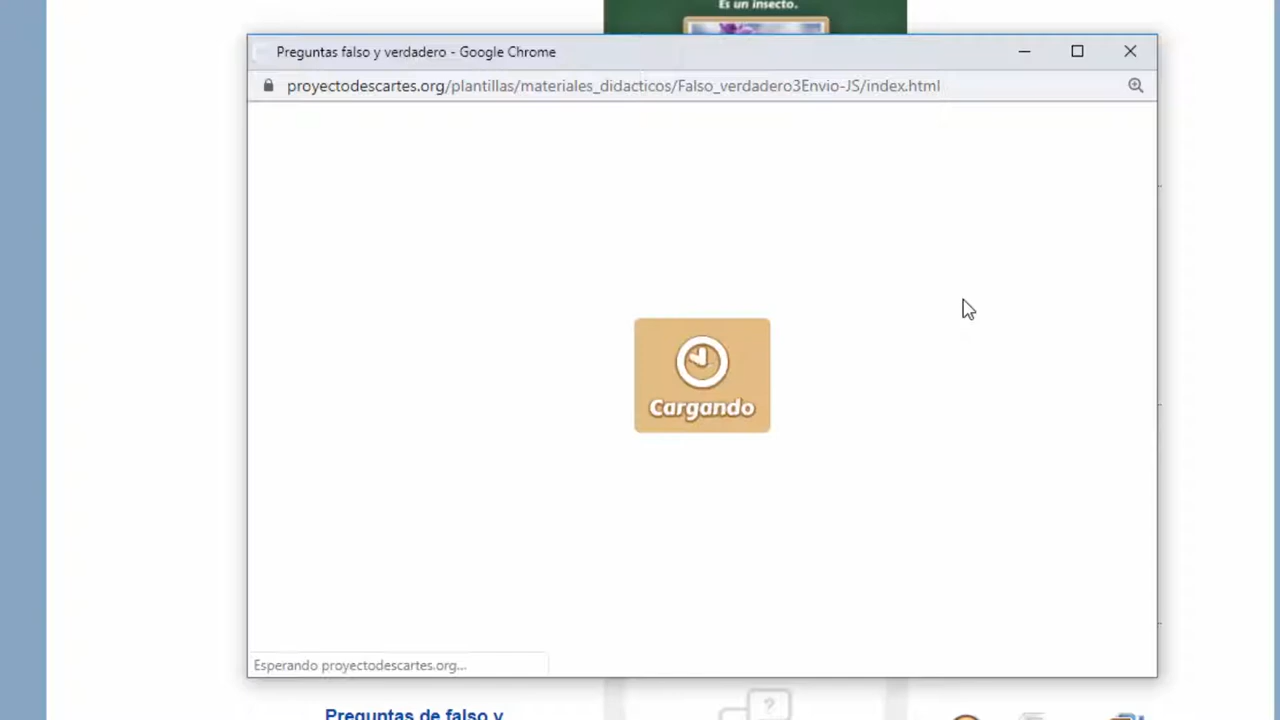 Es un insecto.
Preguntas falso y verdadero - Google Chrome
proyectodescartes.org/plantillas/materiales_didacticos/Falso_verdadero3Envio-JS/index.html
Cargando
Esperando proyectodescartes.org...
?
Preguntas de falso y